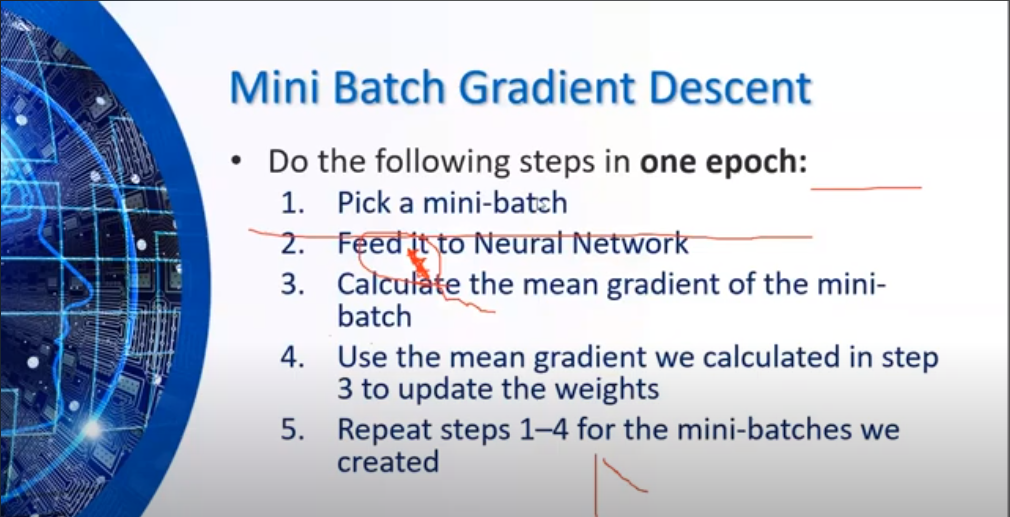 Mini Batch Gradient Descent
• Do the following steps in one epoch:
1. Pick a mini-batch
2. Feed it to Neural Network
3. Calculate the mean gradient of the mini-
batch
4. Use the mean gradient we calculated in step
3 to update the weights
5. Repeat steps 1–4 for the mini-batches we
created